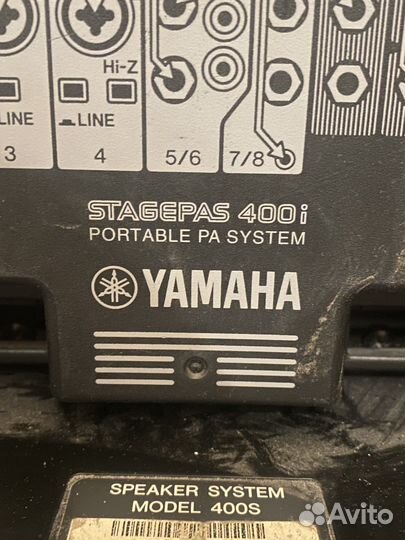 Hi-Z
LINE
LINE
3
4
5/6
7/8
STAGEPAS 400i
PORTABLE PA SYSTEM
YAMAHA
SPEAKER SYSTEM
MODEL 400S
Avito